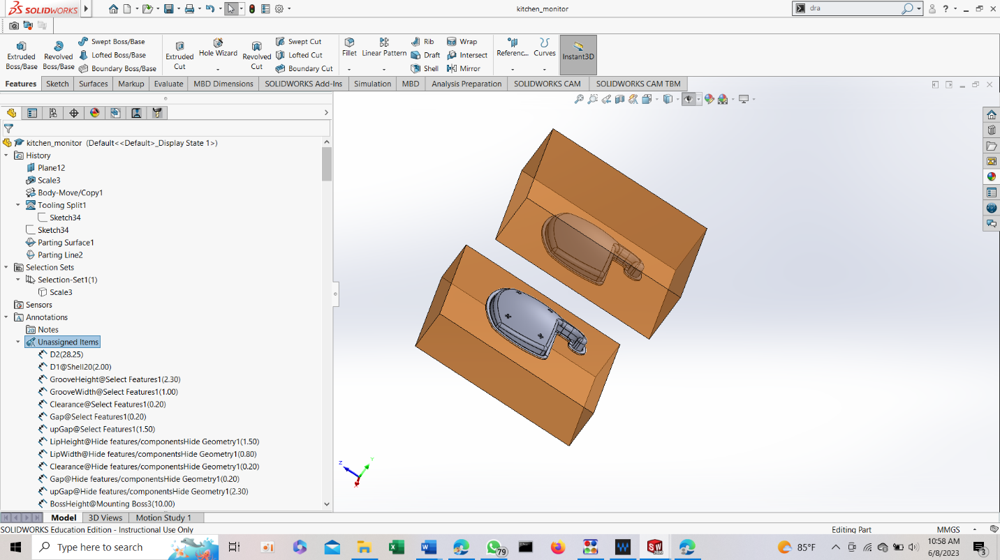 SOLIDWORKS
kitchen_monitor
dra
Extruded Boss/Base
Revolved Boss/Base
Swept Boss/Base
Lofted Boss/Base
Boundary Boss/Base
Extruded Cut
Hole Wizard
Revolved Cut
Swept Cut
Lofted Cut
Boundary Cut
Fillet
Linear Pattern
Rib
Draft
Shell
Wrap
Intersect
Mirror
Referenc...
Curves
Instant3D
Features Sketch Surfaces Markup Evaluate MBD Dimensions SOLIDWORKS Add-Ins Simulation MBD Analysis Preparation SOLIDWORKS CAM SOLIDWORKS CAM TBM
kitchen_monitor (Default<<Default>_Display State 1>)
History
Plane12
Scale3
Body-Move/Copy1
Tooling Split1
Sketch34
Sketch34
Parting Surface1
Parting Line2
Selection Sets
Selection-Set1(1)
Scale3
Sensors
Annotations
Notes
Unassigned Items
D2(28.25)
D1@Shell20(2.00)
GrooveHeight@Select Features1(2.30)
GrooveWidth@Select Features1(1.00)
Clearance@Select Features1(0.20)
Gap@Select Features1(0.20)
upGap@Select Features1(1.50)
LipHeight@Hide features/componentsHide Geometry1(1.50)
LipWidth@Hide features/componentsHide Geometry1(0.80)
Clearance@Hide features/componentsHide Geometry1(0.20)
Gap@Hide features/componentsHide Geometry1(0.20)
upGap@Hide features/componentsHide Geometry1(2.30)
BossHeight@Mounting Boss3(10.00)
Z
Y
X
Model 3D Views Motion Study 1
SOLIDWORKS Education Edition - Instructional Use Only
Editing Part
MMGS
Type here to search
79
85°F
10:58 AM
6/8/2023
3